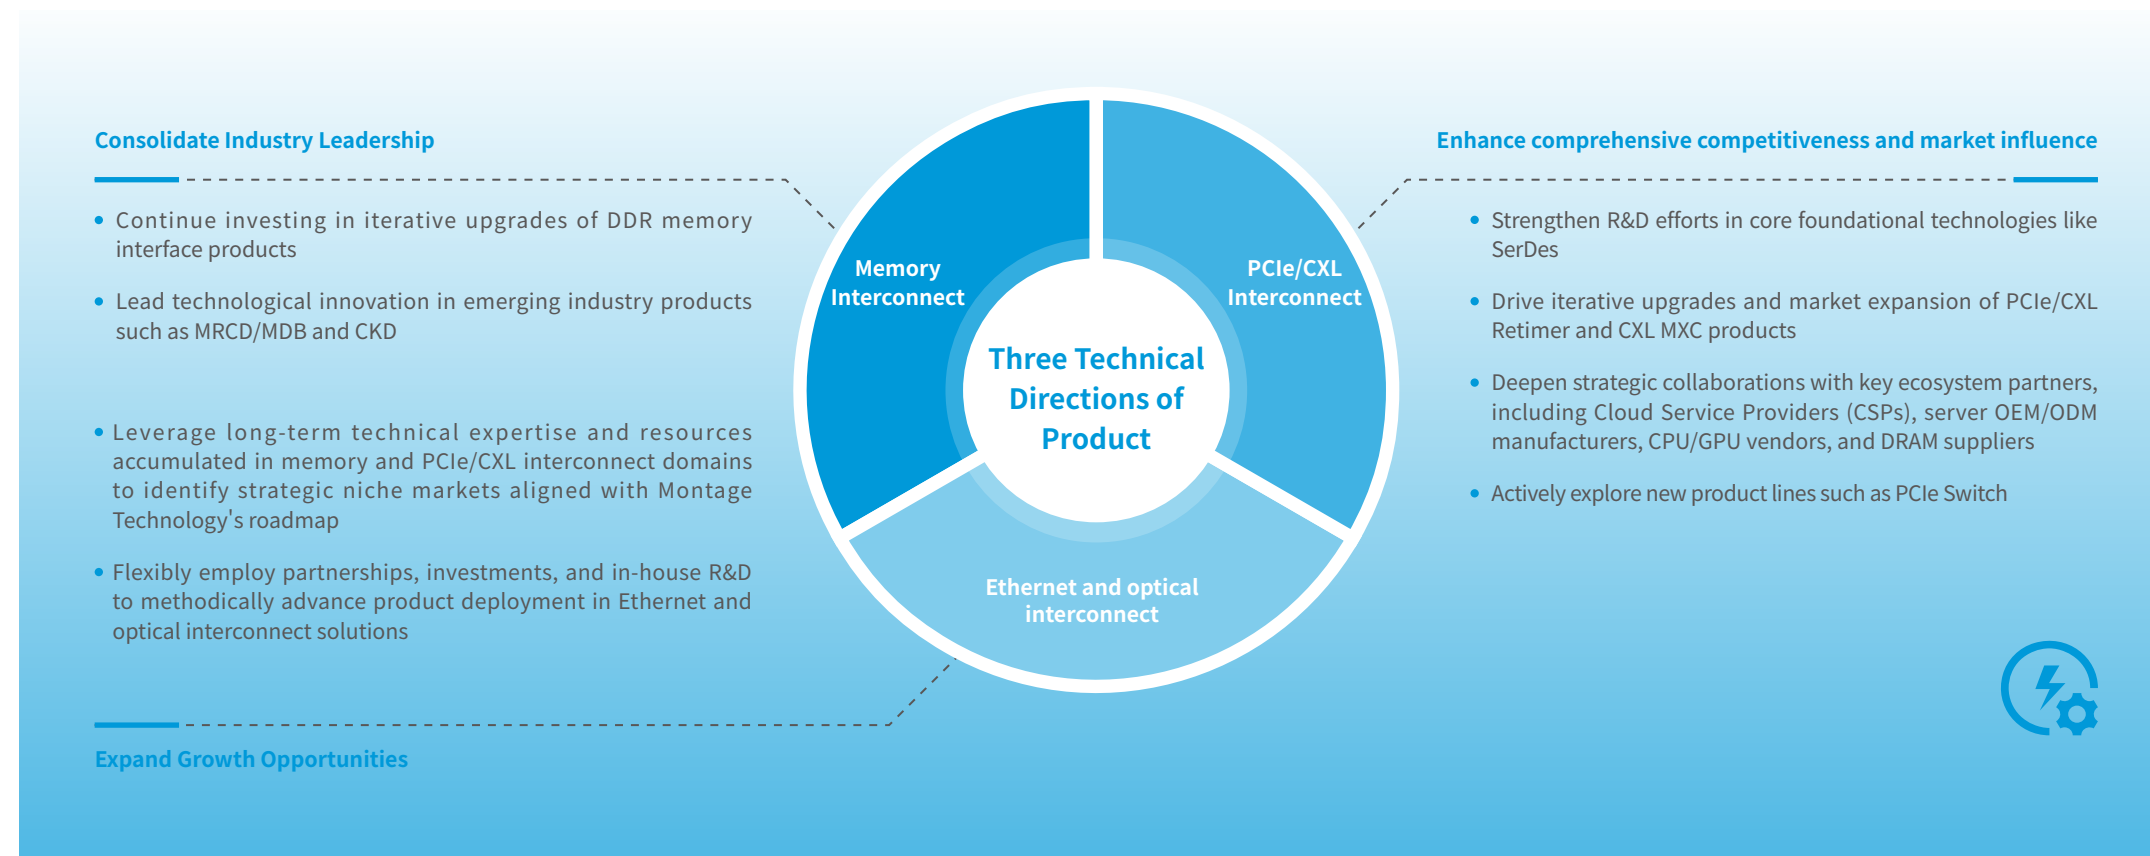 Consolidate Industry Leadership
Continue investing in iterative upgrades of DDR memory
interface products
Lead technological innovation in emerging industry products
such as MRCD/MDB and CKD
Leverage long-term technical expertise and resources
accumulated in memory and PCIe/CXL interconnect domains
to identify strategic niche markets aligned with Montage
Technology's roadmap
Flexibly employ partnerships, investments, and in-house R&D
to methodically advance product deployment in Ethernet and
optical interconnect solutions
Expand Growth Opportunities
Memory
Interconnect
PCIe/CXL
Interconnect
Three Technical
Directions of
Product
Ethernet and optical
interconnect
Enhance comprehensive competitiveness and market influence
Strengthen R&D efforts in core foundational technologies like
SerDes
Drive iterative upgrades and market expansion of PCIe/CXL
Retimer and CXL MXC products
Deepen strategic collaborations with key ecosystem partners,
including Cloud Service Providers (CSPs), server OEM/ODM
manufacturers, CPU/GPU vendors, and DRAM suppliers
Actively explore new product lines such as PCIe Switch